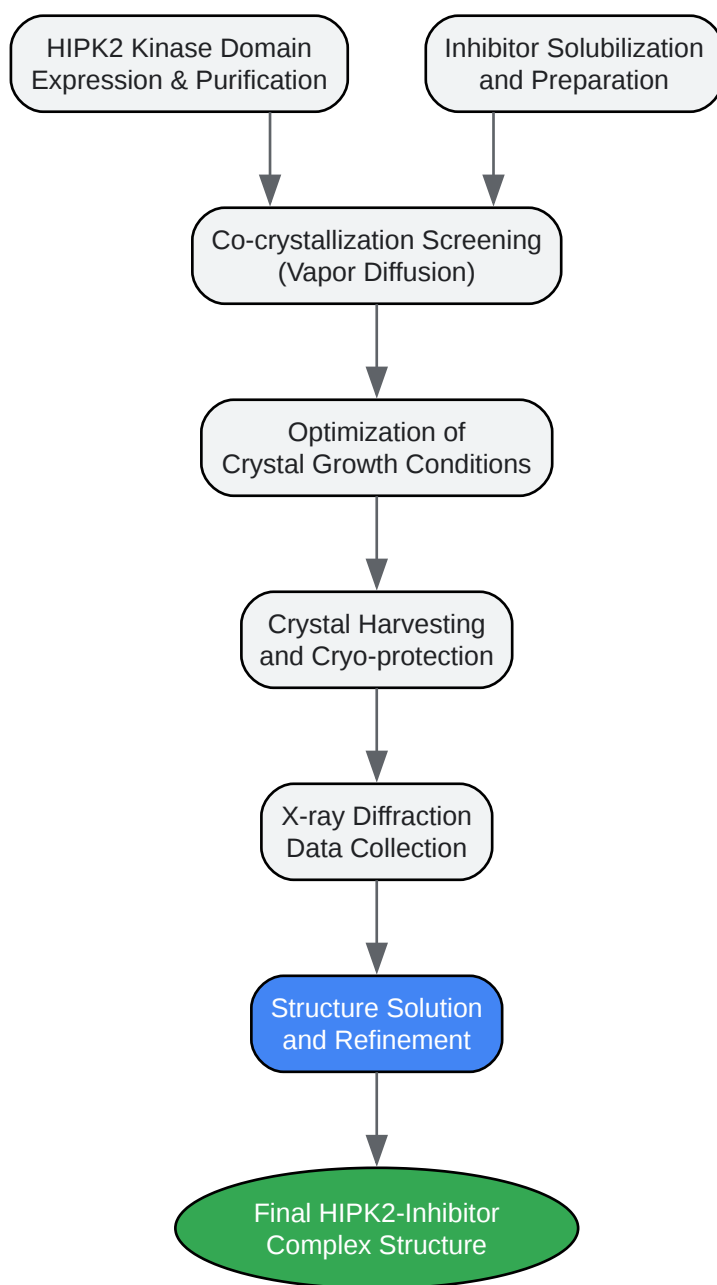 HIPK2 Kinase Domain
Expression & Purification
Inhibitor Solubilization
and Preparation
Co-crystallization Screening
(Vapor Diffusion)
Optimization of
Crystal Growth Conditions
Crystal Harvesting
and Cryo-protection
X-ray Diffraction
Data Collection
Structure Solution
and Refinement
Final HIPK2-Inhibitor
Complex Structure